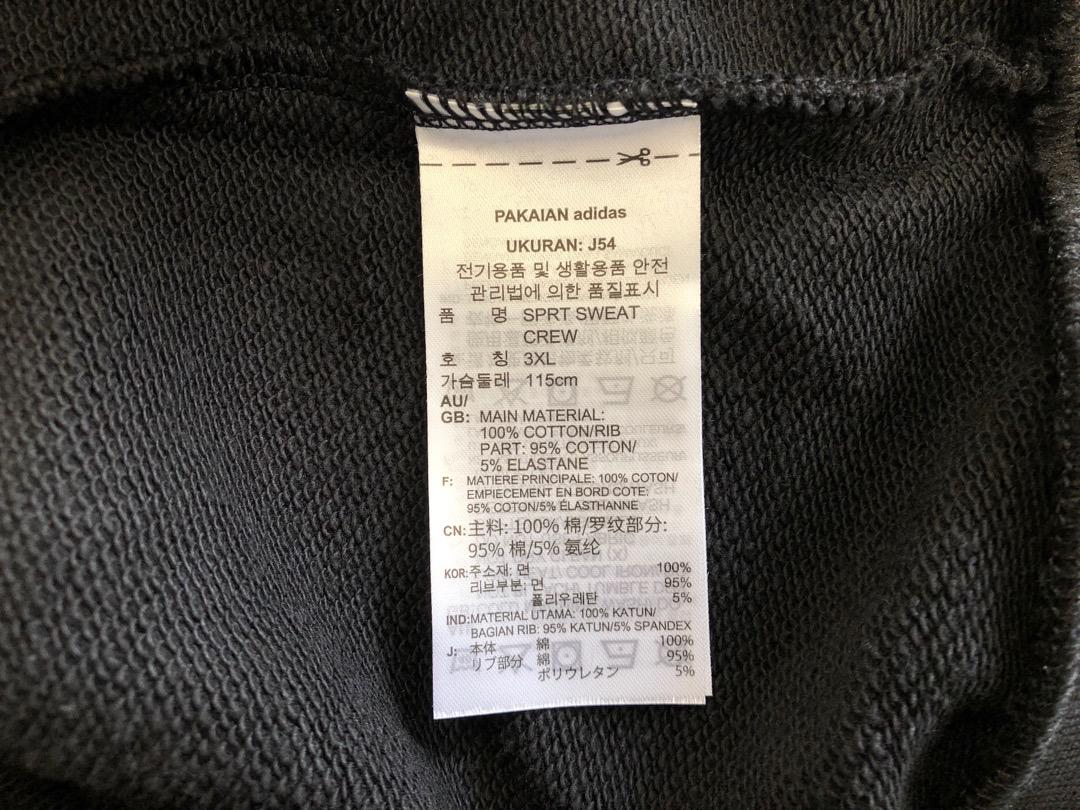 PAKAIAN adidas
UKURAN: J54
전기용품 및 생활용품 안전
관리법에 의한 품질표시
품 명 SPRT SWEAT
CREW
호 칭 3XL
가슴둘레 115cm
AU/
GB: MAIN MATERIAL:
100% COTTON/RIB
PART: 95% COTTON/
5% ELASTANE
F: MATIERE PRINCIPALE: 100% COTON/
EMPIECEMENT EN BORD COTE:
95% COTON/5% ÉLASTHANNE
CN: 主料: 100% 棉/罗纹部分:
95% 棉/5% 氨纶
KOR: 주소재: 면 100%
리브부분: 면 95%
폴리우레탄 5%
IND: MATERIAL UTAMA: 100% KATUN/
BAGIAN RIB: 95% KATUN/5% SPANDEX
J: 本体 綿 100%
リブ部分 綿 95%
ポリウレタン 5%